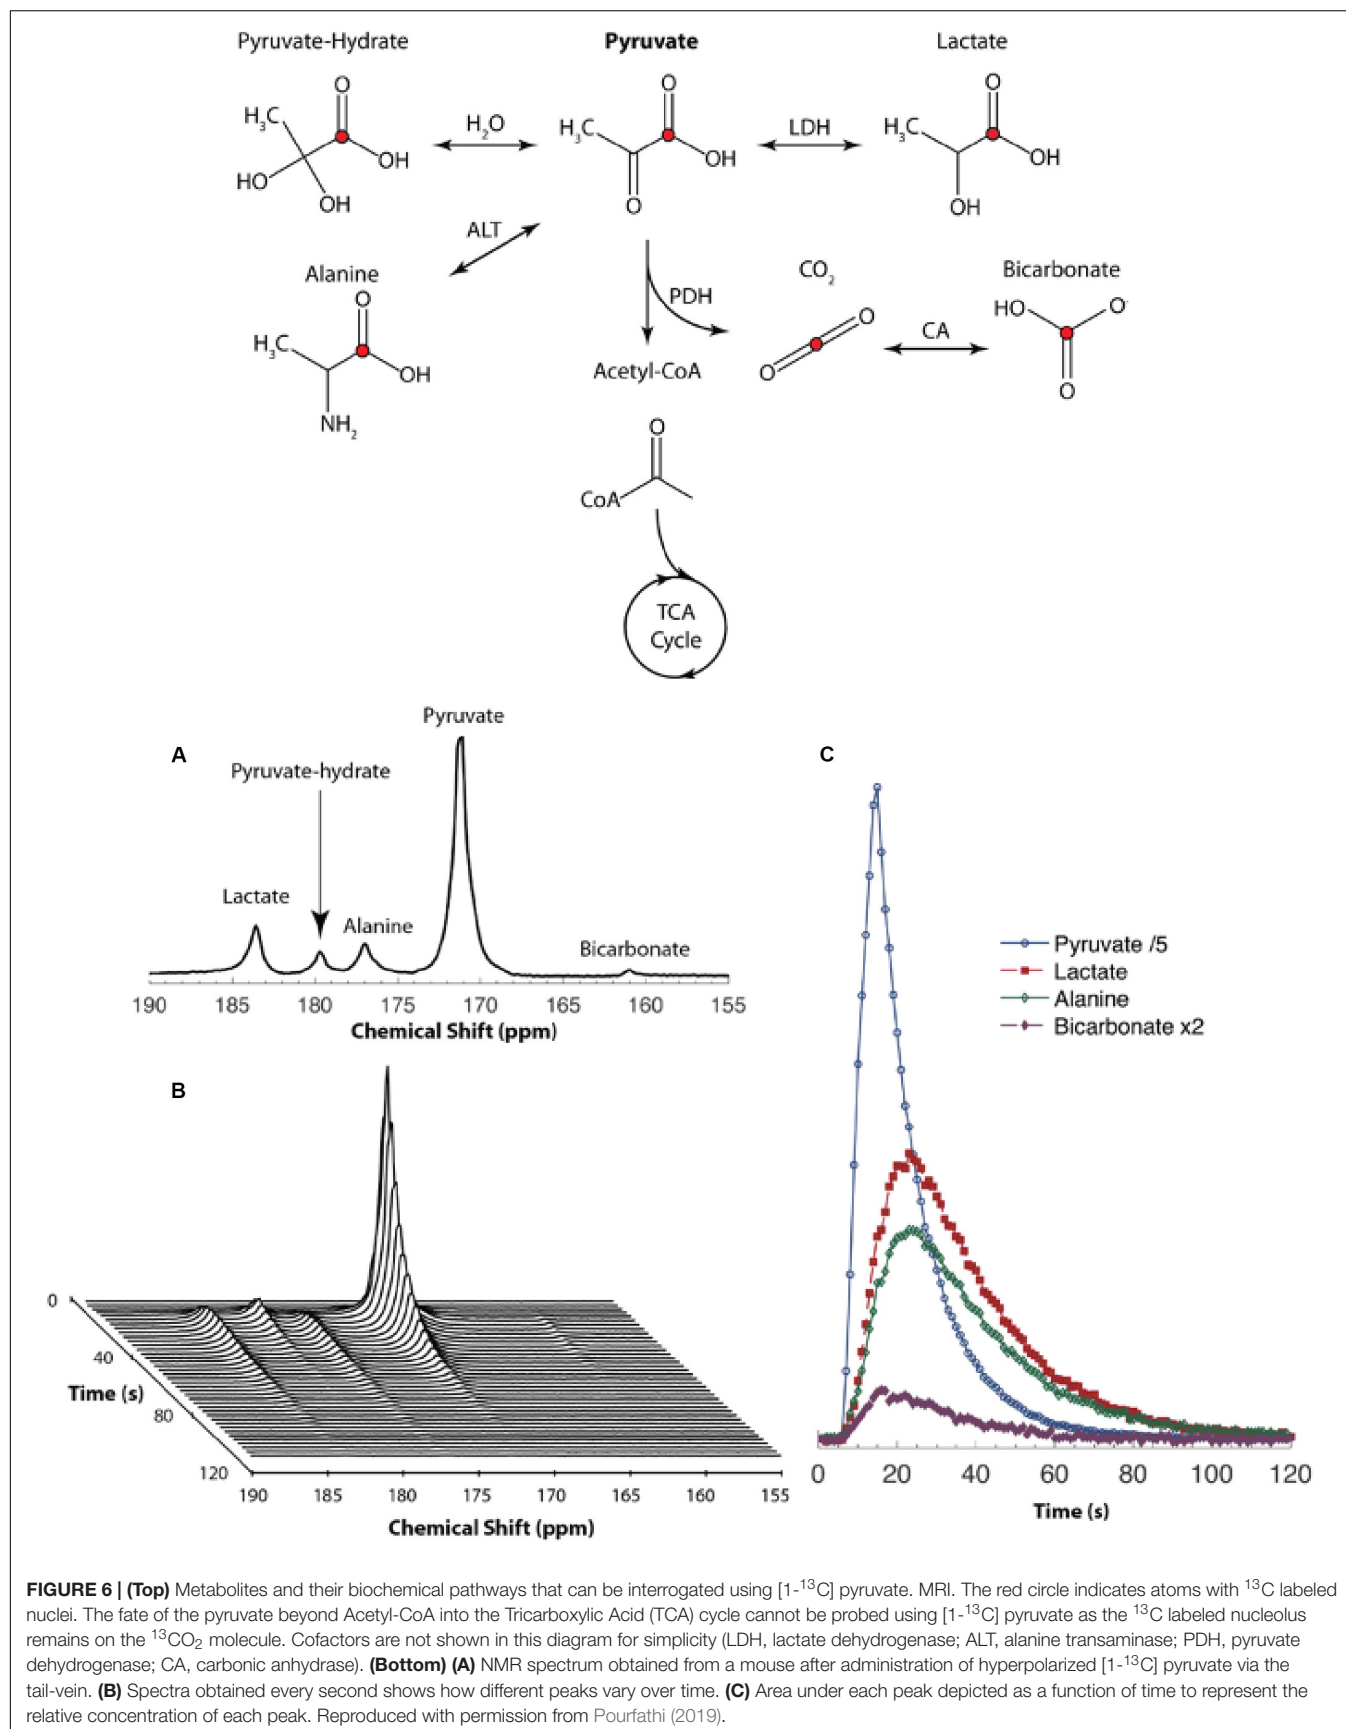 Pyruvate-Hydrate
Pyruvate
Lactate
O
H₃C
OH
HO
OH
H₂O
O
H₃C
OH
O
LDH
O
H₃C
OH
OH
ALT
Alanine
O
H₃C
OH
NH₂
PDH
CO₂
O
O
CA
Bicarbonate
HO
O⁻
O
Acetyl-CoA
O
CoA
TCA
Cycle
A
Pyruvate
Pyruvate-hydrate
Lactate
Alanine
Bicarbonate
190 185 180 175 170 165 160 155
Chemical Shift (ppm)
B
0
40
80
120
Time (s)
190 185 180 175 170 165 160 155
Chemical Shift (ppm)
C
Pyruvate /5
Lactate
Alanine
Bicarbonate x2
0 20 40 60 80 100 120
Time (s)
FIGURE 6 | (Top) Metabolites and their biochemical pathways that can be interrogated using [1-¹³C] pyruvate. MRI. The red circle indicates atoms with ¹³C labeled
nuclei. The fate of the pyruvate beyond Acetyl-CoA into the Tricarboxylic Acid (TCA) cycle cannot be probed using [1-¹³C] pyruvate as the ¹³C labeled nucleolus
remains on the ¹³CO₂ molecule. Cofactors are not shown in this diagram for simplicity (LDH, lactate dehydrogenase; ALT, alanine transaminase; PDH, pyruvate
dehydrogenase; CA, carbonic anhydrase). (Bottom) (A) NMR spectrum obtained from a mouse after administration of hyperpolarized [1-¹³C] pyruvate via the
tail-vein. (B) Spectra obtained every second shows how different peaks vary over time. (C) Area under each peak depicted as a function of time to represent the
relative concentration of each peak. Reproduced with permission from Pourfathi (2019).